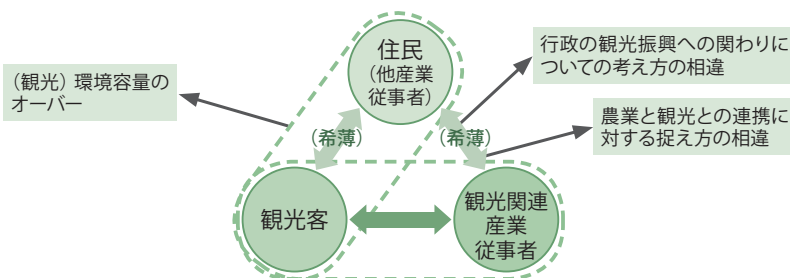 住民
（他産業
従事者）
行政の観光振興への関わりに
ついての考え方の相違
（観光）環境容量の
オーバー
農業と観光との連携に
対する捉え方の相違
（希薄）
（希薄）
観光客
観光関連
産業
従事者